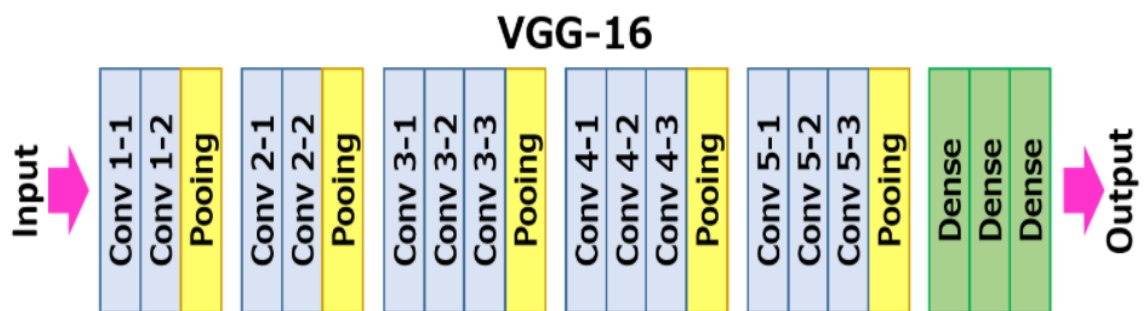 VGG-16
Input
Conv 1-1
Conv 1-2
Pooing
Conv 2-1
Conv 2-2
Pooing
Conv 3-1
Conv 3-2
Conv 3-3
Pooing
Conv 4-1
Conv 4-2
Conv 4-3
Pooing
Conv 5-1
Conv 5-2
Conv 5-3
Pooing
Dense
Dense
Dense
Output